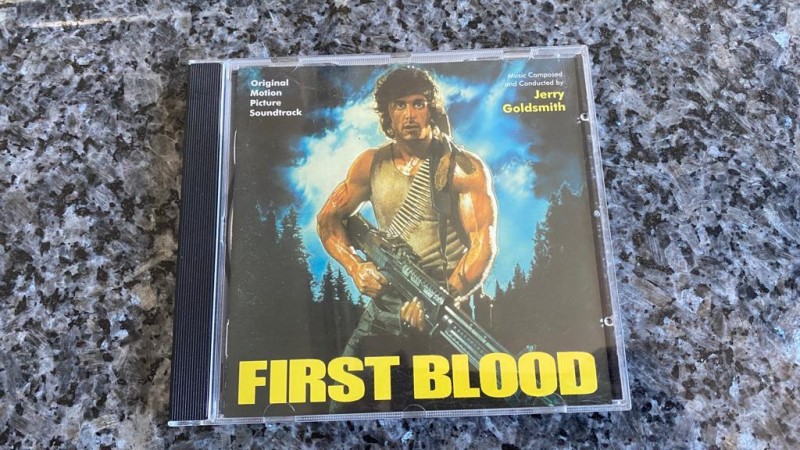 Original
Motion
Picture
Soundtrack
Music Composed
and Conducted by
Jerry
Goldsmith
FIRST BLOOD